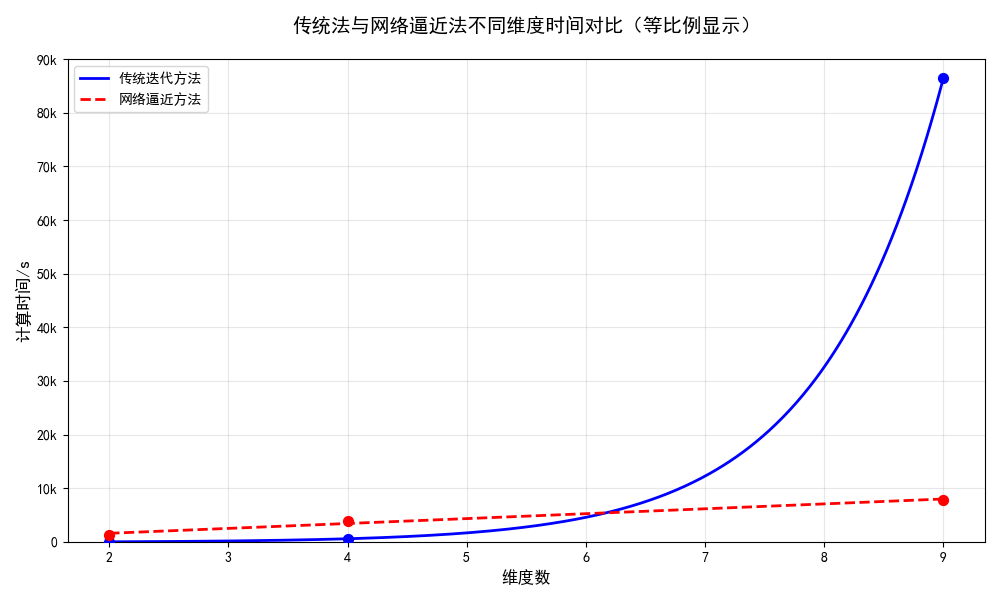 传统法与网络逼近法不同维度时间对比（等比例显示）
传统迭代方法
网络逼近方法
90k
80k
70k
60k
50k
40k
30k
20k
10k
0
计算时间/s
2 3 4 5 6 7 8 9
维度数